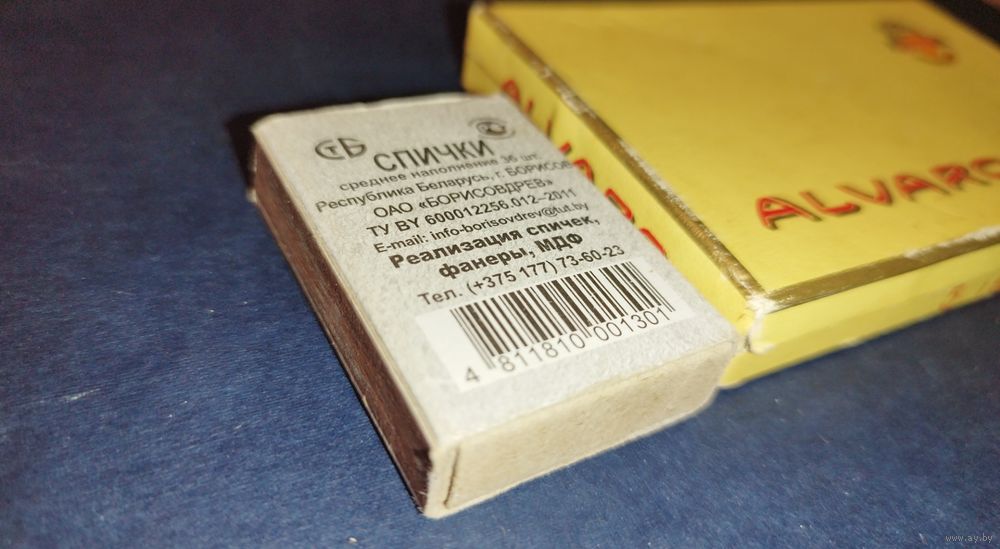 СТБ
СПИЧКИ
среднее наполнение 36 шт.
Республика Беларусь, г. БОРИСОВ
ОАО «БОРИСОВДРЕВ»
ТУ BY 600012256.012–2011
E-mail: info-borisovdrev@tut.by
Реализация спичек,
фанеры, МДФ
Тел. (+375 177) 73-60-23
4 811810 001301
ALVARO
www.ay.by